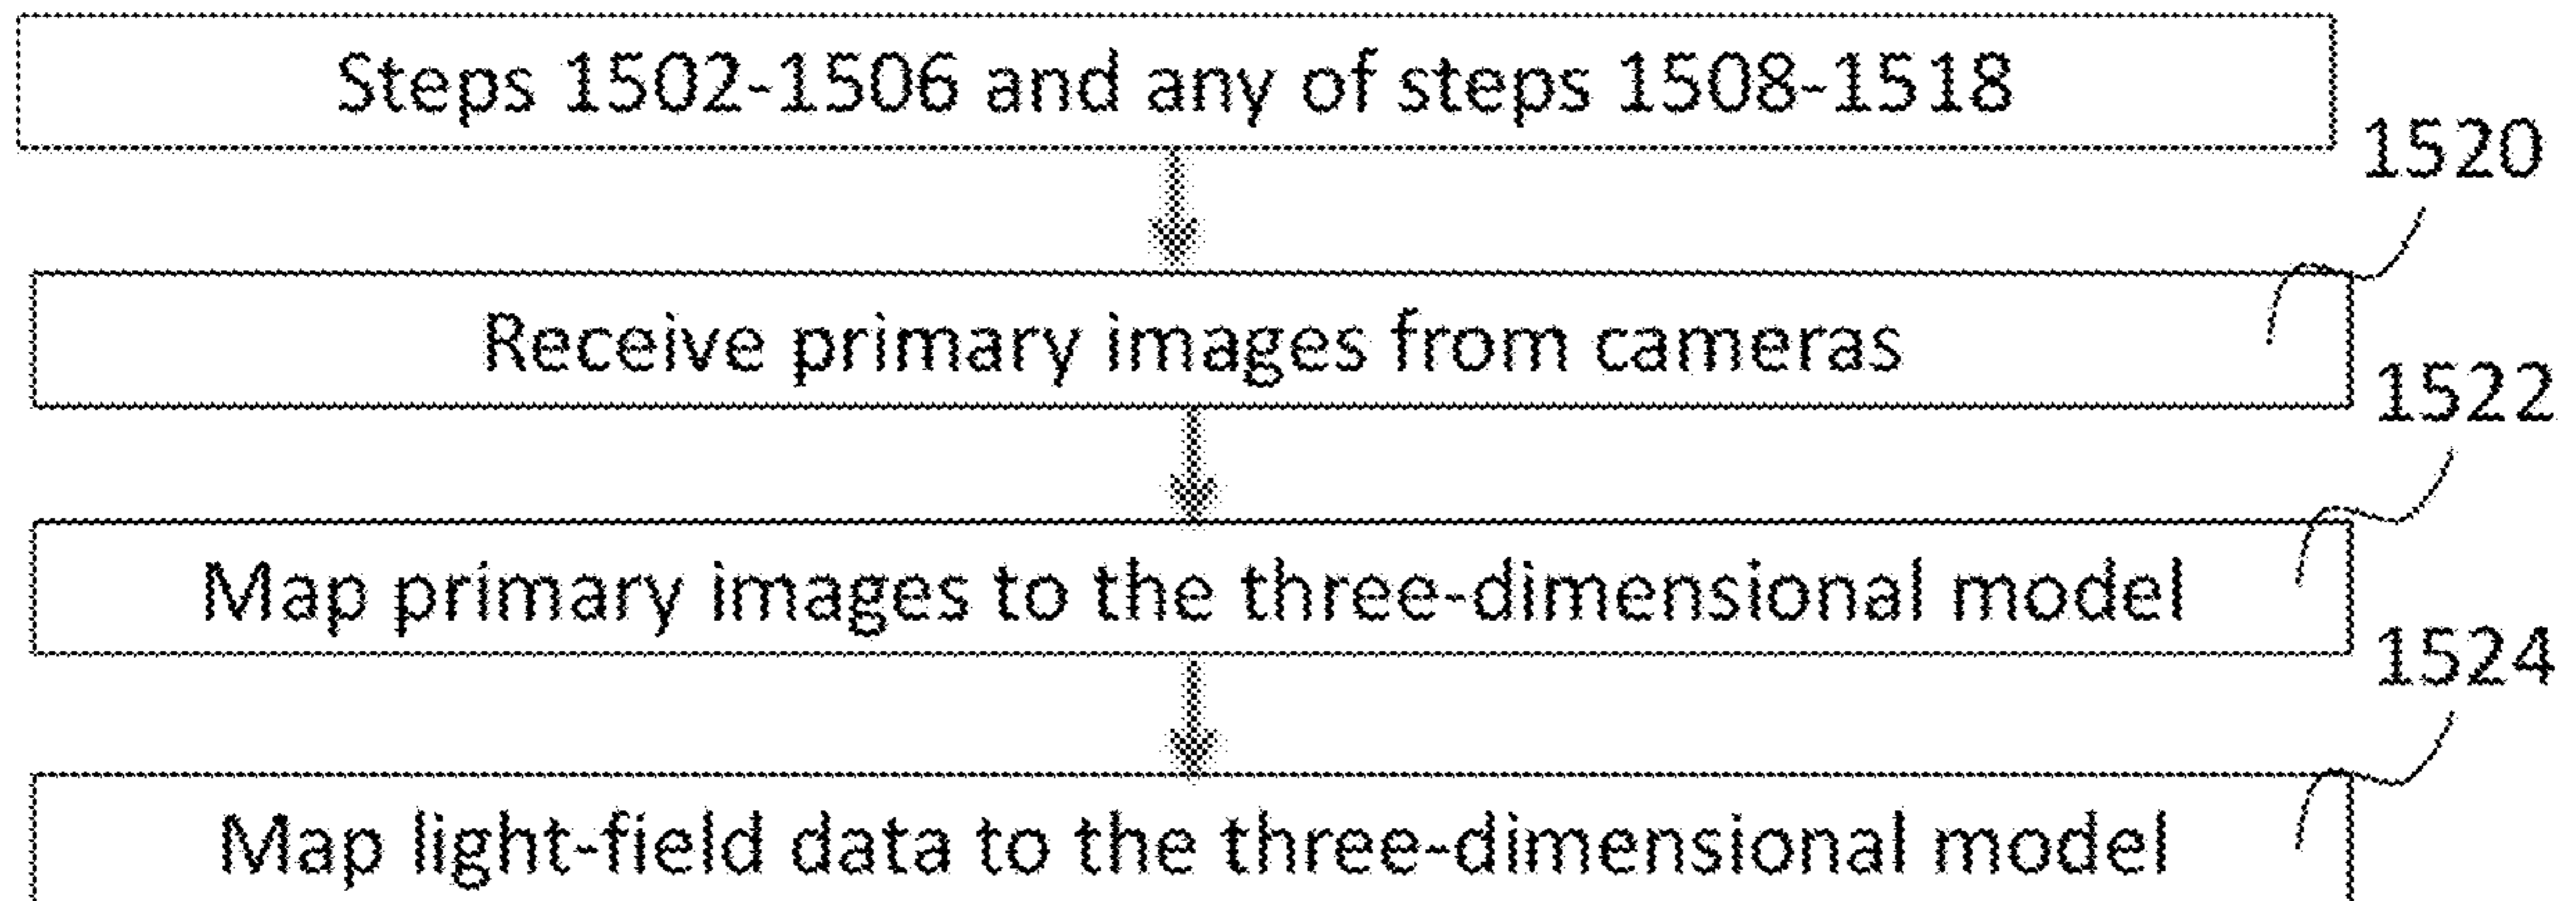 Steps 1502-1506 and any of steps 1508-1518
1520
Receive primary images from cameras
1522
Map primary images to the three-dimensional model
1524
Map light-field data to the three-dimensional model